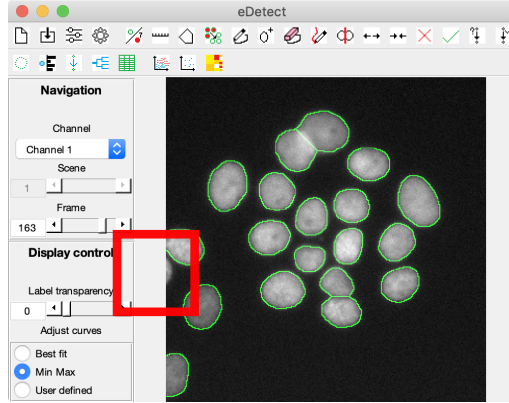 eDetect
Navigation
Channel
Channel 1
Scene
1
Frame
163
Display control
Label transparency
0
Adjust curves
Best fit
Min Max
User defined